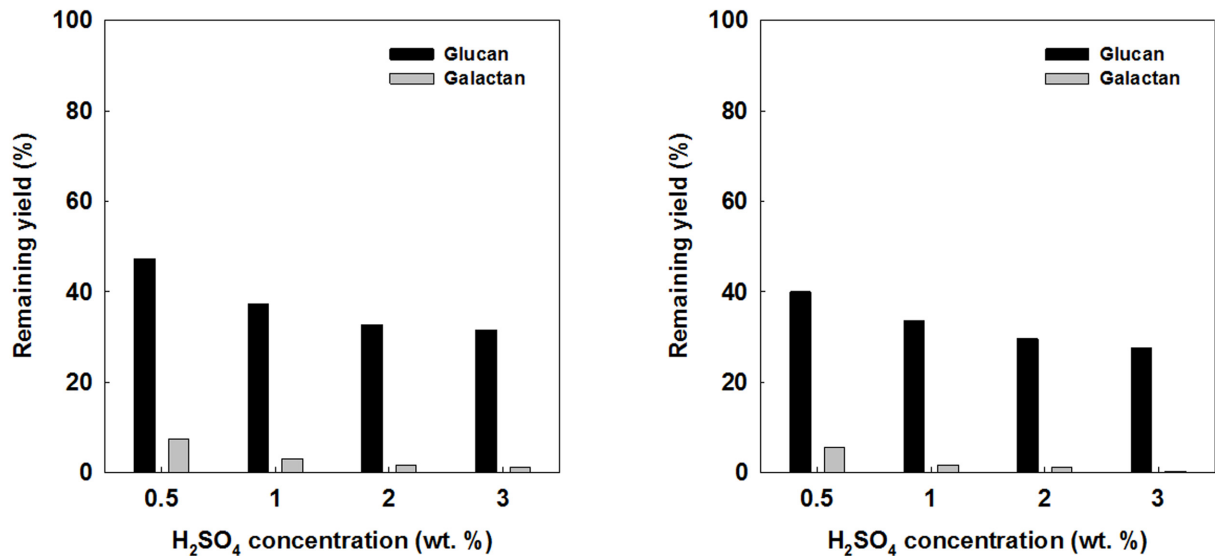 100
80
60
40
20
0
Remaining yield (%)
Glucan
Galactan
0.5 1 2 3
H₂SO₄ concentration (wt. %)
100
80
60
40
20
0
Remaining yield (%)
Glucan
Galactan
0.5 1 2 3
H₂SO₄ concentration (wt. %)